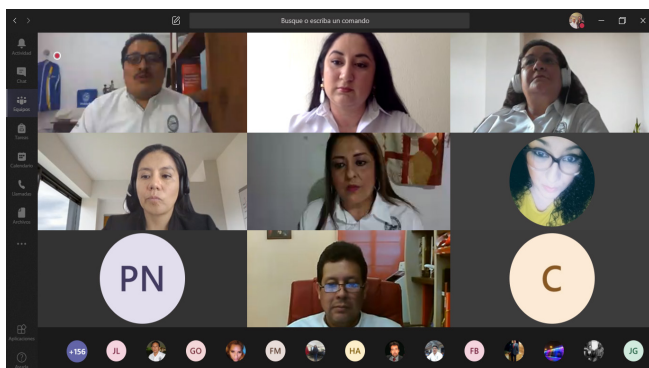 Busque o escriba un comando
Actividad
Chat
Equipos
Tareas
Calendario
Llamadas
Archivos
PN
C
Aplicaciones
Ayuda
+156
JL
GO
FM
HA
FB
JG